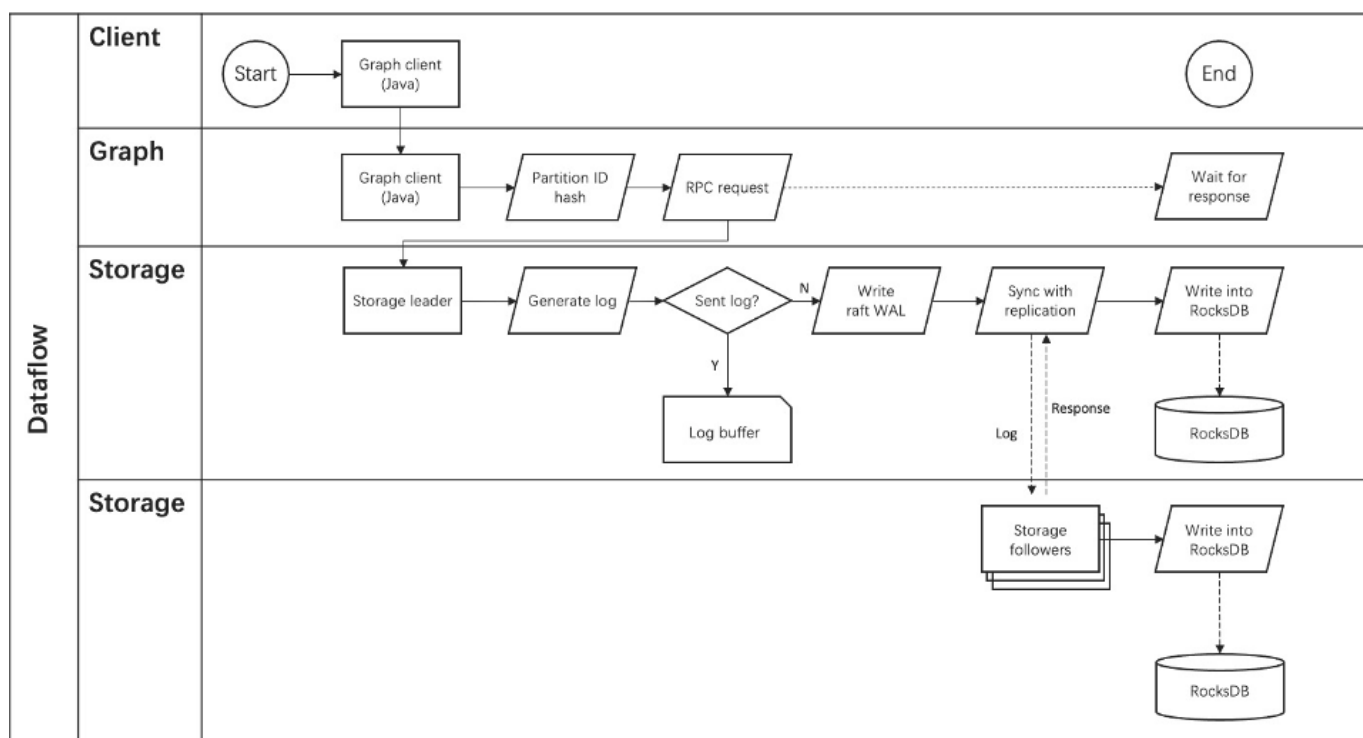 Dataflow
Client
Start
Graph client
(Java)
End
Graph
Graph client
(Java)
Partition ID
hash
RPC request
Wait for
response
Storage
Storage leader
Generate log
Sent log?
N
Write
raft WAL
Sync with
replication
Write into
RocksDB
Y
Log buffer
Log
Response
RocksDB
Storage
Storage
followers
Write into
RocksDB
RocksDB